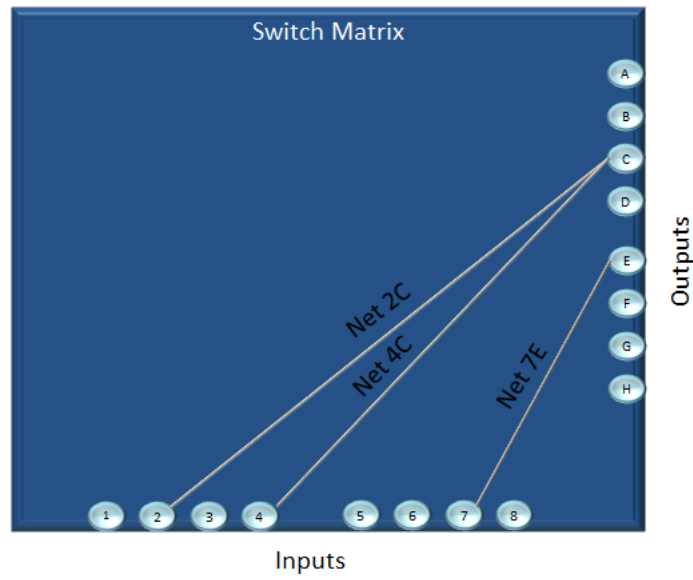 Switch Matrix
A
B
C
D
E
F
G
H
Outputs
Net 2C
Net 4C
Net 7E
1 2 3 4 5 6 7 8
Inputs